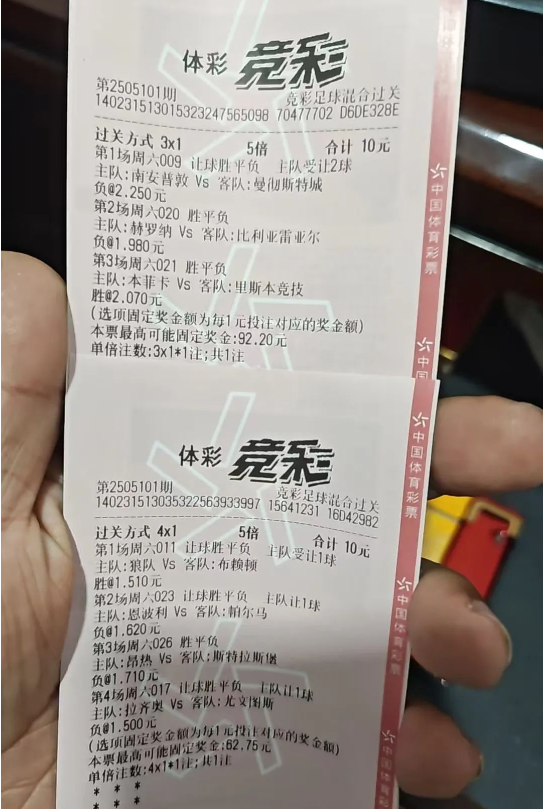 体彩 竞彩
第2505101期 竞彩足球混合过关
140231513015323247565098 70477702 D6DE328E
过关方式 3x1 5倍 合计 10元
第1场周六009 让球胜平负 主队受让2球
主队:南安普敦 Vs 客队:曼彻斯特城
负@2.250元
第2场周六020 胜平负
主队:赫罗纳 Vs 客队:比利亚雷亚尔
负@1.980元
第3场周六021 胜平负
主队:本菲卡 Vs 客队:里斯本竞技
胜@2.070元
(选项固定奖金额为每1元投注对应的奖金额)
本票最高可能固定奖金:92.20元
单倍注数:3x1*1注;共1注
中国体育彩票
中国
体彩 竞彩
第2505101期 竞彩足球混合过关
140231513035322563933997 15641231 16D42982
过关方式 4x1 5倍 合计 10元
第1场周六011 让球胜平负 主队受让1球
主队:狼队 Vs 客队:布赖顿
胜@1.510元
第2场周六023 让球胜平负 主队让1球
主队:恩波利 Vs 客队:帕尔马
负@1.620元
第3场周六026 胜平负
主队:昂热 Vs 客队:斯特拉斯堡
负@1.710元
第4场周六017 让球胜平负 主队让1球
主队:拉齐奥 Vs 客队:尤文图斯
负@1.500元
(选项固定奖金额为每1元投注对应的奖金额)
本票最高可能固定奖金:62.75元
单倍注数:4x1*1注;共1注
* * *
* * *
中国体育彩票
中国体育彩票
中国体育彩票